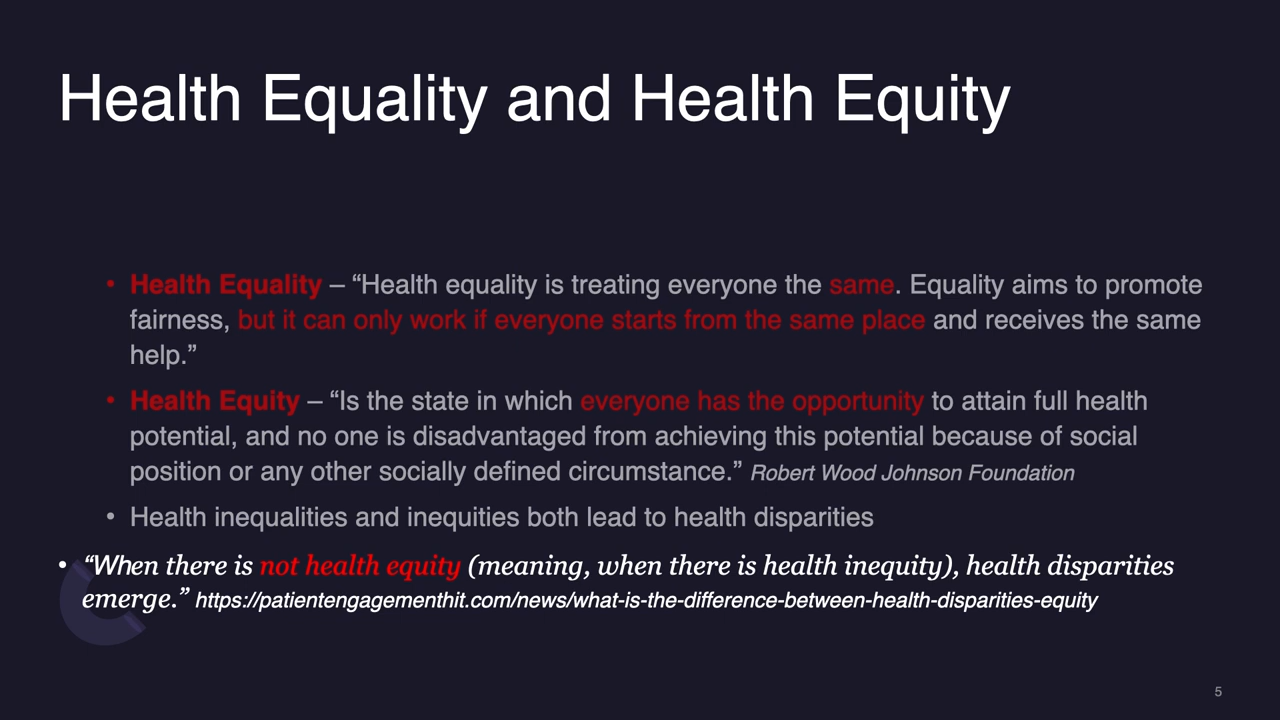 Health Equality and Health Equity
• Health Equality – “Health equality is treating everyone the same. Equality aims to promote
fairness, but it can only work if everyone starts from the same place and receives the same
help.”
• Health Equity – “Is the state in which everyone has the opportunity to attain full health
potential, and no one is disadvantaged from achieving this potential because of social
position or any other socially defined circumstance.” Robert Wood Johnson Foundation
• Health inequalities and inequities both lead to health disparities
• “When there is not health equity (meaning, when there is health inequity), health disparities
emerge.” https://patientengagementhit.com/news/what-is-the-difference-between-health-disparities-equity
5